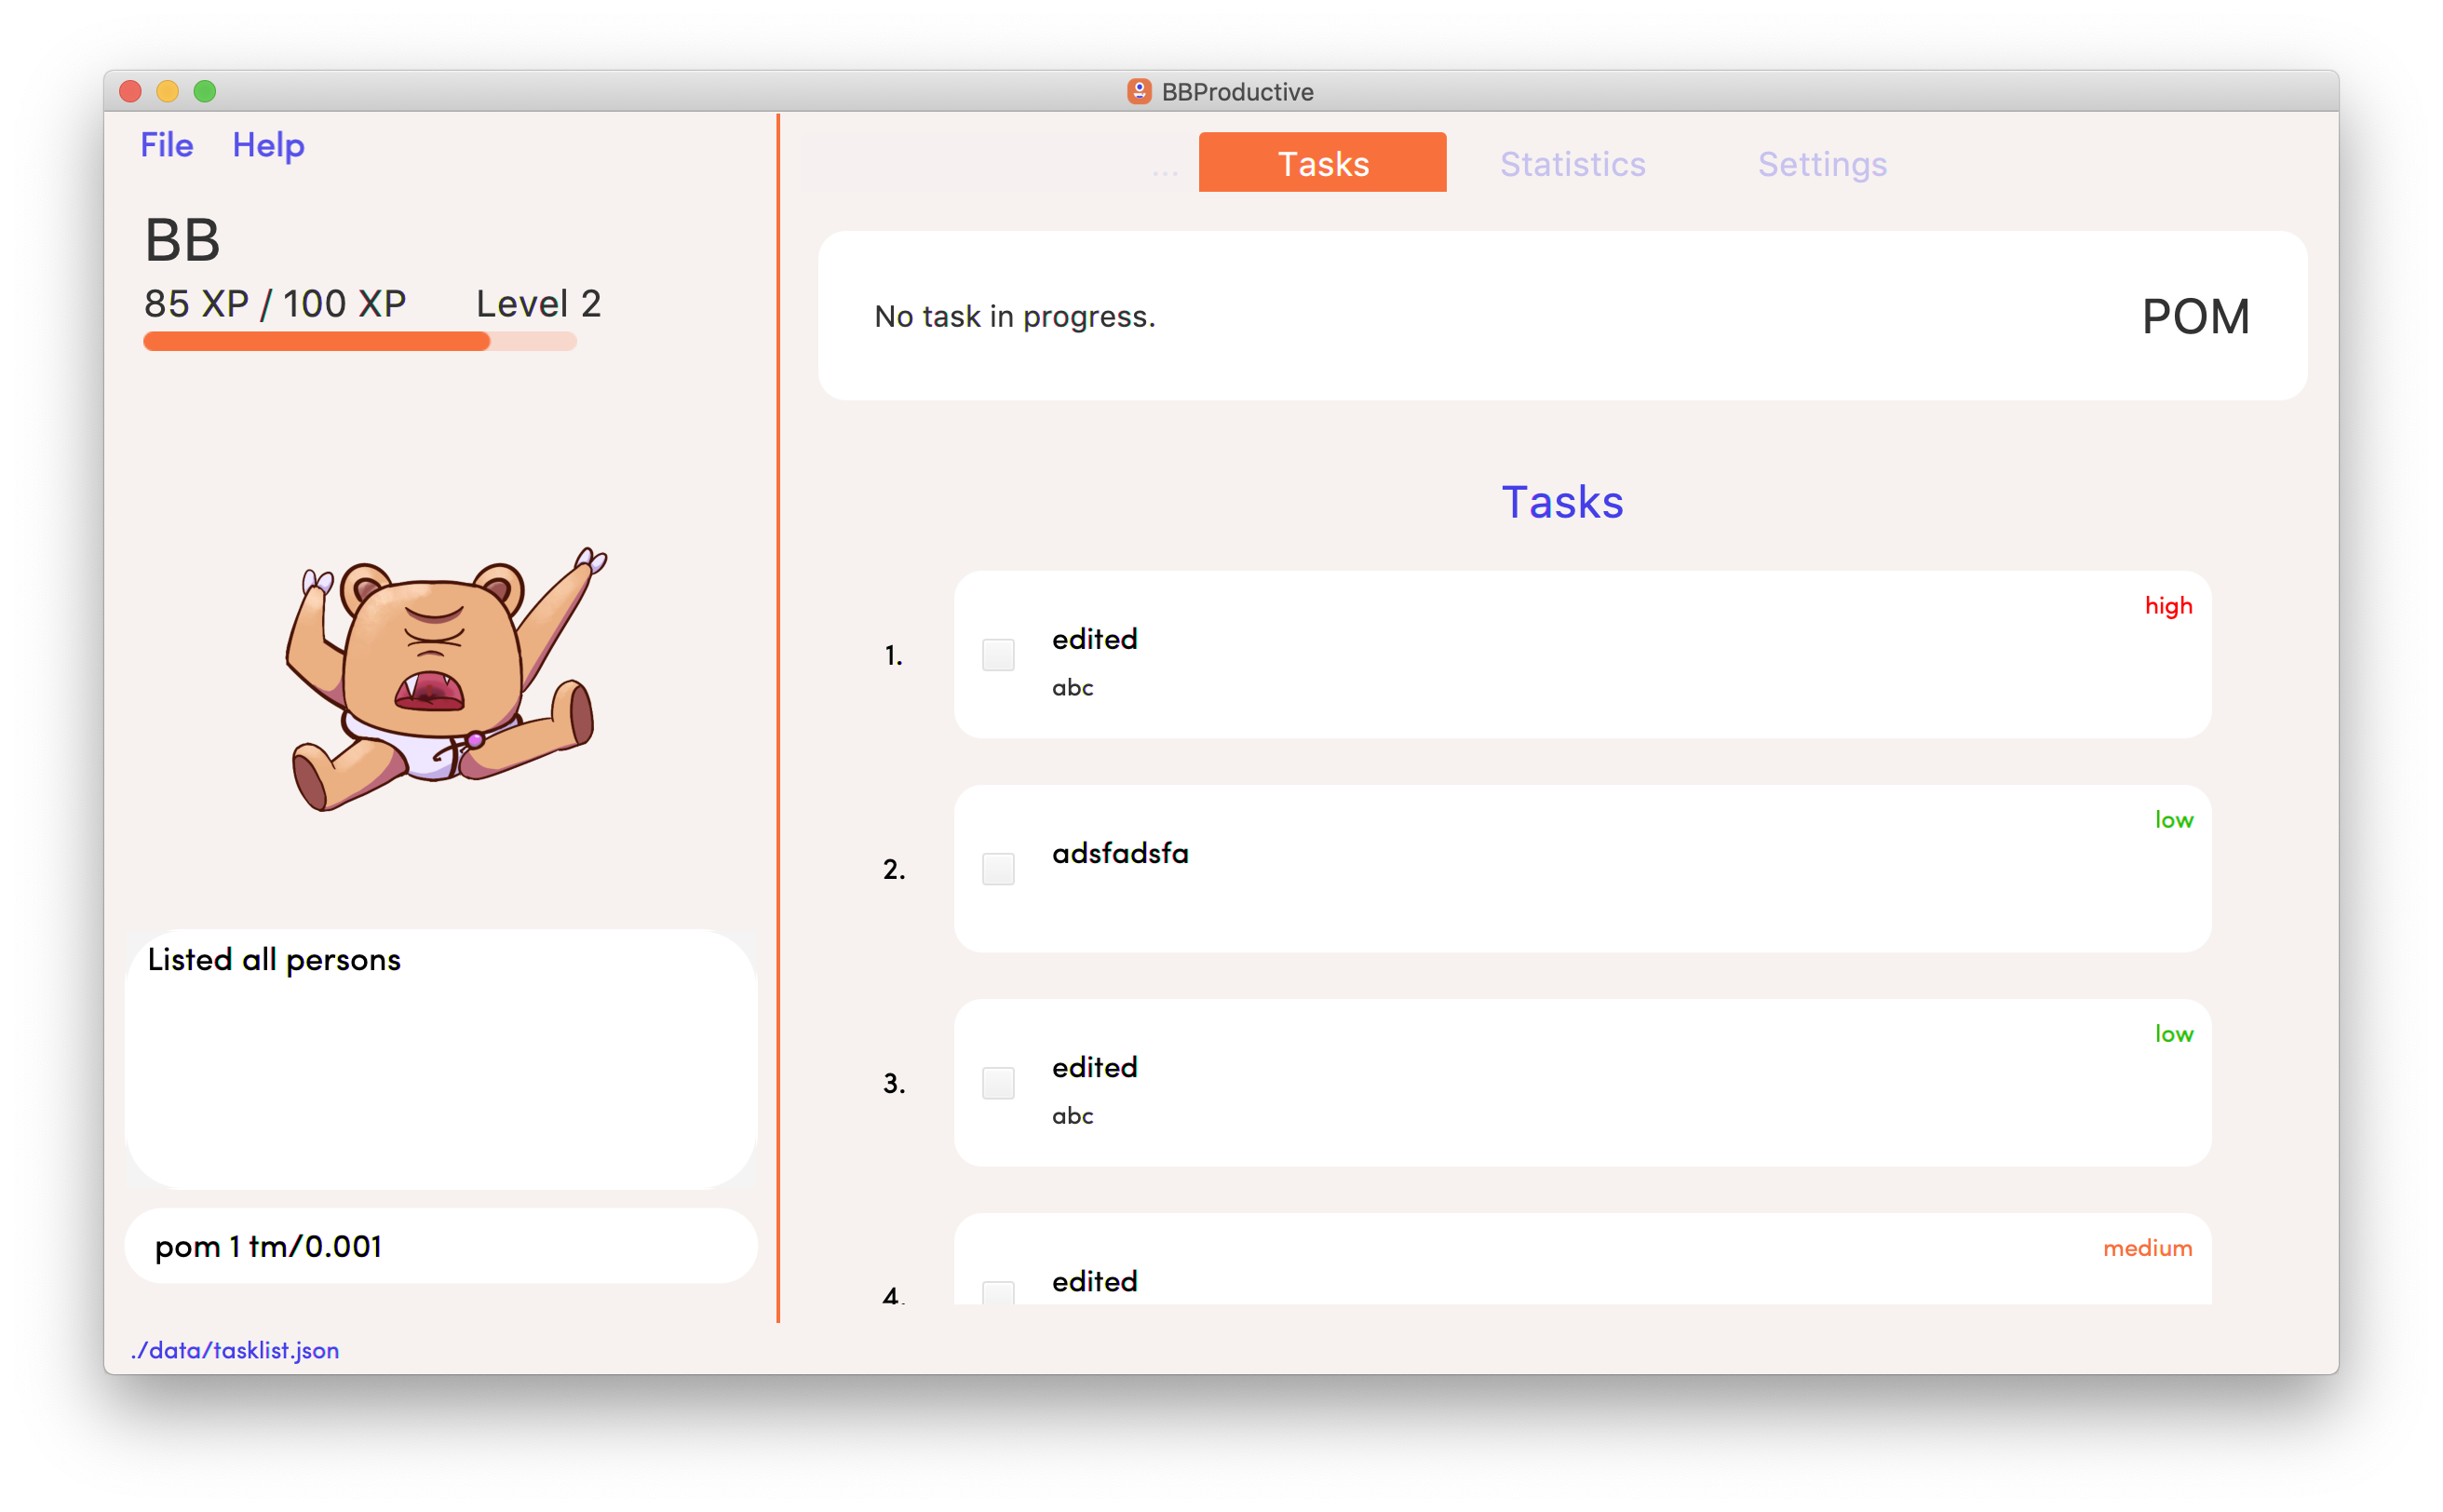 BBProductive
File Help
BB
85 XP / 100 XP Level 2
Listed all persons
pom 1 tm/0.001
./data/tasklist.json
... Tasks Statistics Settings
No task in progress. POM
Tasks
high
1. edited
abc
low
2. adsfadsfa
low
3. edited
abc
medium
4. edited